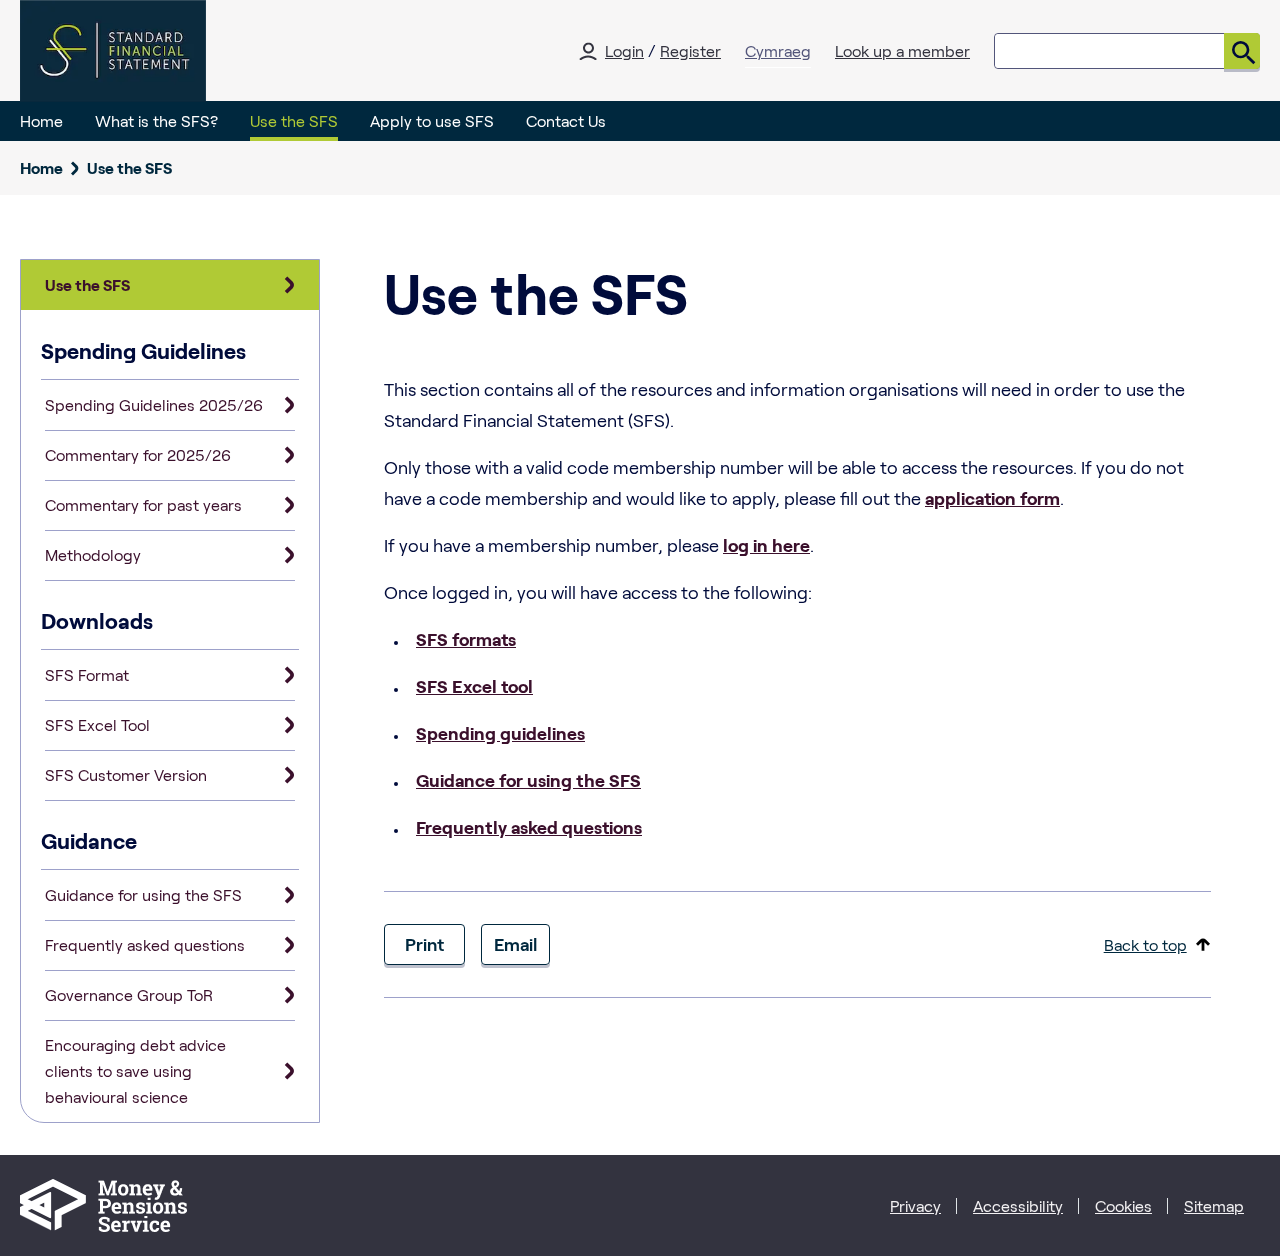 STANDARD
FINANCIAL
STATEMENT
Login / Register
Cymraeg
Look up a member
Home
What is the SFS?
Use the SFS
Apply to use SFS
Contact Us
Home
Use the SFS
Use the SFS
Spending Guidelines
Spending Guidelines 2025/26
Commentary for 2025/26
Commentary for past years
Methodology
Downloads
SFS Format
SFS Excel Tool
SFS Customer Version
Guidance
Guidance for using the SFS
Frequently asked questions
Governance Group ToR
Encouraging debt advice
clients to save using
behavioural science
Use the SFS
This section contains all of the resources and information organisations will need in order to use the
Standard Financial Statement (SFS).
Only those with a valid code membership number will be able to access the resources. If you do not
have a code membership and would like to apply, please fill out the application form.
If you have a membership number, please log in here.
Once logged in, you will have access to the following:
• SFS formats
• SFS Excel tool
• Spending guidelines
• Guidance for using the SFS
• Frequently asked questions
Print
Email
Back to top
Money &
Pensions
Service
Privacy
Accessibility
Cookies
Sitemap